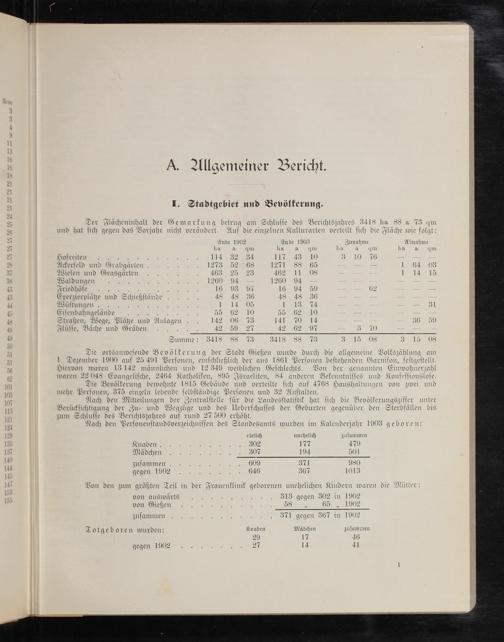 A. Allgemeiner Bericht.
I. Stadtgebiet und Bevölkerung.
Der Flächeninhalt der Gemarkung betrug am Schlusse des Berichtsjahres 3418 ha 88 a 73 qm
und hat sich gegen das Vorjahr nicht verändert. Auf die einzelnen Kulturarten verteilt sich die Fläche wie folgt:
Ende 1902 Ende 1903 Zunahme Abnahme
ha a qm ha a qm ha a qm ha a qm
Hofreiten . . . . 114 32 34 117 43 10 3 10 76 — — —
Ackerfeld und Grabgärten . . . . 1273 52 68 1271 88 65 — — — 1 64 03
Wiesen und Grasgärten . . . . 463 25 23 462 11 08 — — — 1 14 15
Waldungen . . . . 1260 94 — 1260 94 — — — — — — —
Friedhöfe . . . . 16 93 97 16 94 59 — — 62 — — —
Exerzierplätze und Schießstände . . . . 48 48 36 48 48 36 — — — — — —
Wüstungen . . . . 1 14 05 1 13 74 — — — — — 31
Eisenbahngelände . . . . 55 62 10 55 62 10 — — — — — —
Straßen, Wege, Plätze und Anlagen . . 142 06 73 141 70 14 — — — — 36 59
Flüsse, Bäche und Gräben . . . . 42 59 27 42 62 97 — 3 70 — — —
Summe: 3418 88 73 3418 88 73 3 15 08 3 15 08
Die ortsanwesende Bevölkerung der Stadt Gießen wurde durch die allgemeine Volkszählung am
1. Dezember 1900 auf 25 491 Personen, einschließlich der aus 1861 Personen bestehenden Garnison, festgestellt.
Hiervon waren 13 142 männlichen und 12 349 weiblichen Geschlechts. Von der genannten Einwohnerzahl
waren 22 048 Evangelische, 2464 Katholiken, 895 Israeliten, 84 anderen Bekenntnisses und Konfessionslose.
Die Bevölkerung bewohnte 1815 Gebäude und verteilte sich auf 4768 Haushaltungen von zwei und
mehr Personen, 375 einzeln lebende selbständige Personen und 32 Anstalten.
Nach den Mitteilungen der Zentralstelle für die Landesstatistik hat sich die Bevölkerungsziffer unter
Berücksichtigung der Zu- und Wegzüge und des Ueberschusses der Geburten gegenüber den Sterbfällen bis
zum Schlusse des Berichtsjahres auf rund 27 500 erhöht.
Nach den Personenstandsverzeichnissen des Standesamts wurden im Kalenderjahr 1903 geboren:
ehelich unehelich zusammen
Knaben . . . . 302 177 479
Mädchen . . . . 307 194 501
zusammen . . . . 609 371 980
gegen 1902 . . . . 646 367 1013
Von den zum größten Teil in der Frauenklinik geborenen unehelichen Kindern waren die Mütter:
von auswärts . . . . 313 gegen 302 in 1902
von Gießen . . . . 58 „ 65 „ 1902
zusammen . . . . 371 gegen 367 in 1902
Totgeboren wurden: Knaben Mädchen zusammen
29 17 46
gegen 1902 . . . . 27 14 41
1